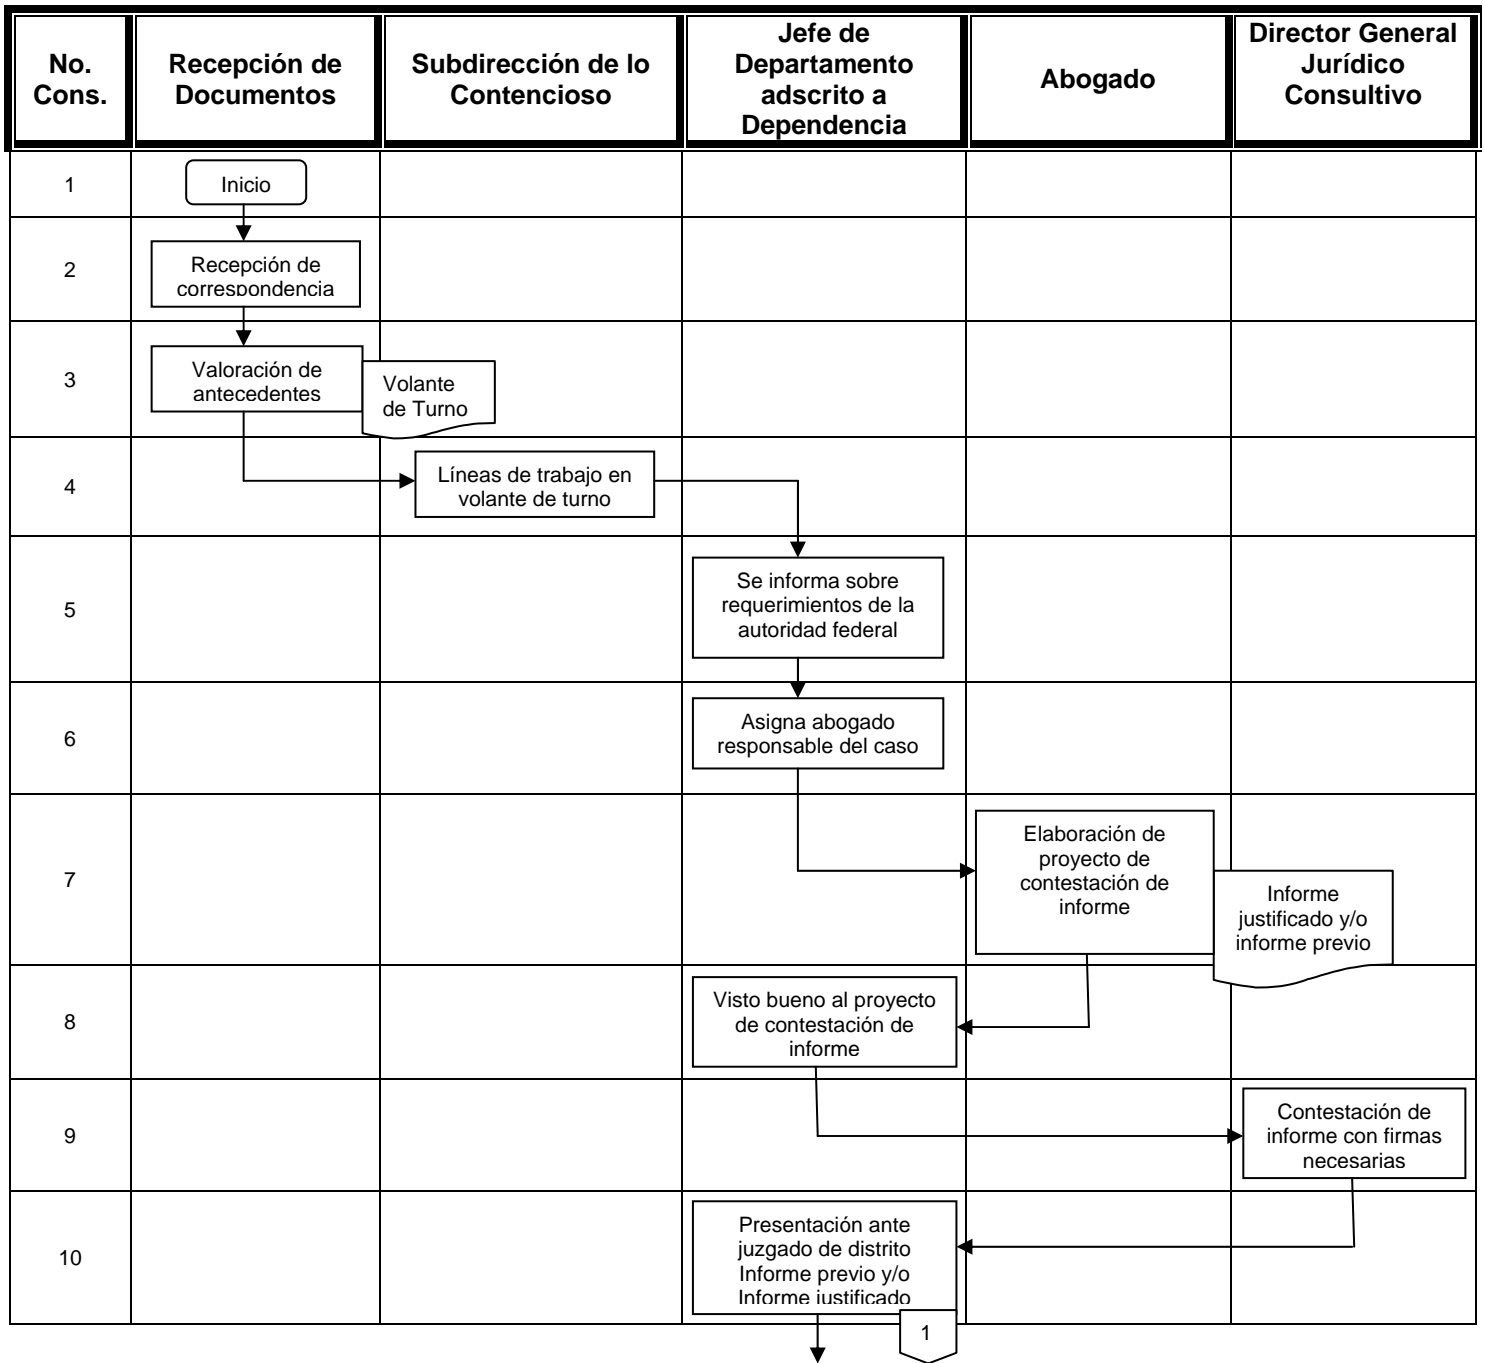 No.
Cons.
Recepción de
Documentos
Subdirección de lo
Contencioso
Jefe de
Departamento
adscrito a
Dependencia
Abogado
Director General
Jurídico
Consultivo
1
Inicio
2
Recepción de
correspondencia
3
Valoración de
antecedentes
Volante
de Turno
4
Líneas de trabajo en
volante de turno
5
Se informa sobre
requerimientos de la
autoridad federal
6
Asigna abogado
responsable del caso
7
Elaboración de
proyecto de
contestación de
informe
Informe
justificado y/o
informe previo
8
Visto bueno al proyecto
de contestación de
informe
9
Contestación de
informe con firmas
necesarias
10
Presentación ante
juzgado de distrito
Informe previo y/o
Informe justificado
1